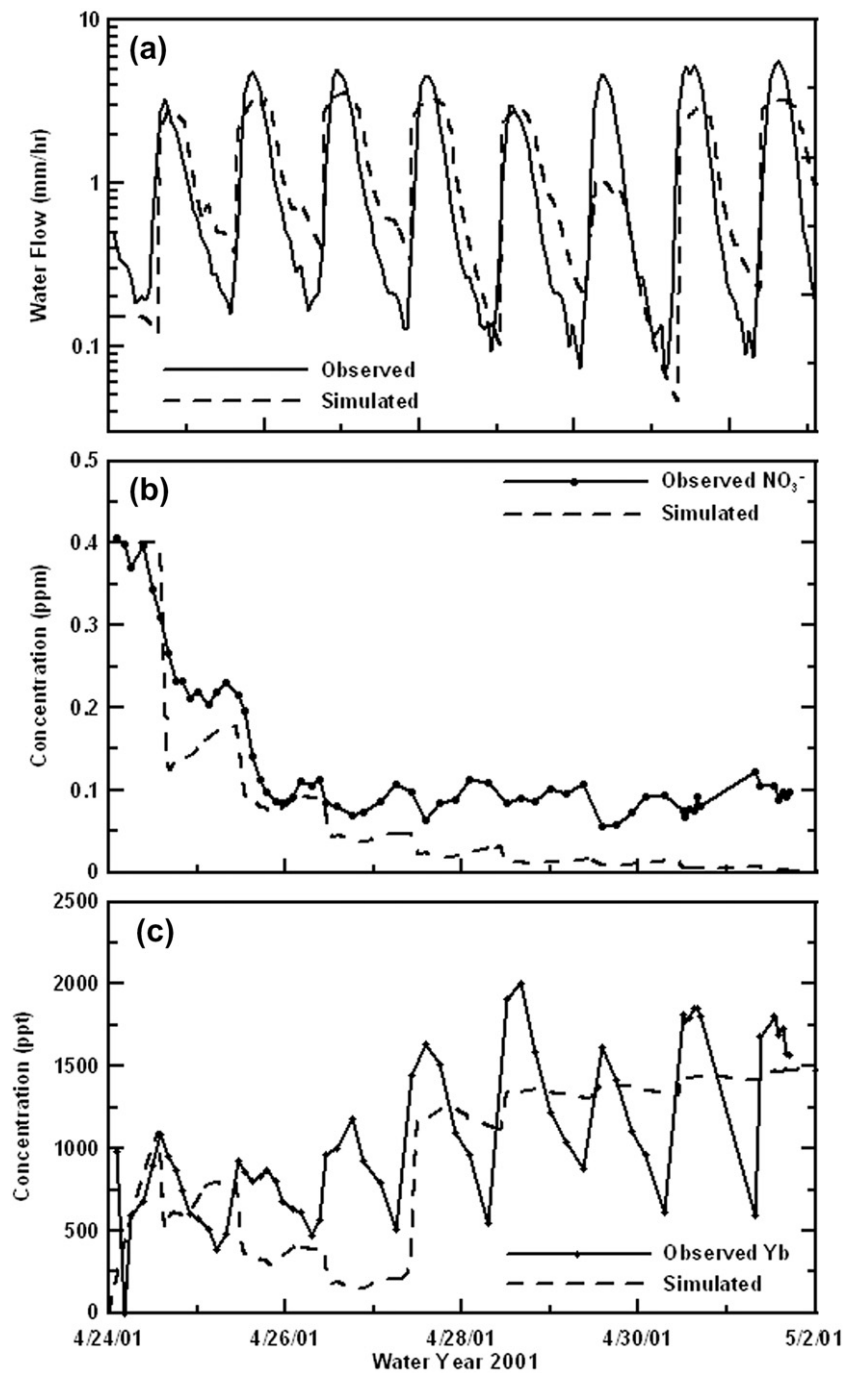 (a)
10
1
0.1
Water Flow (mm/hr)
Observed
Simulated
(b)
0.5
0.4
0.3
0.2
0.1
0
Concentration (ppm)
Observed NO₃⁻
Simulated
(c)
2500
2000
1500
1000
500
0
Concentration (ppt)
Observed Yb
Simulated
4/24/01 4/26/01 4/28/01 4/30/01 5/2/01
Water Year 2001